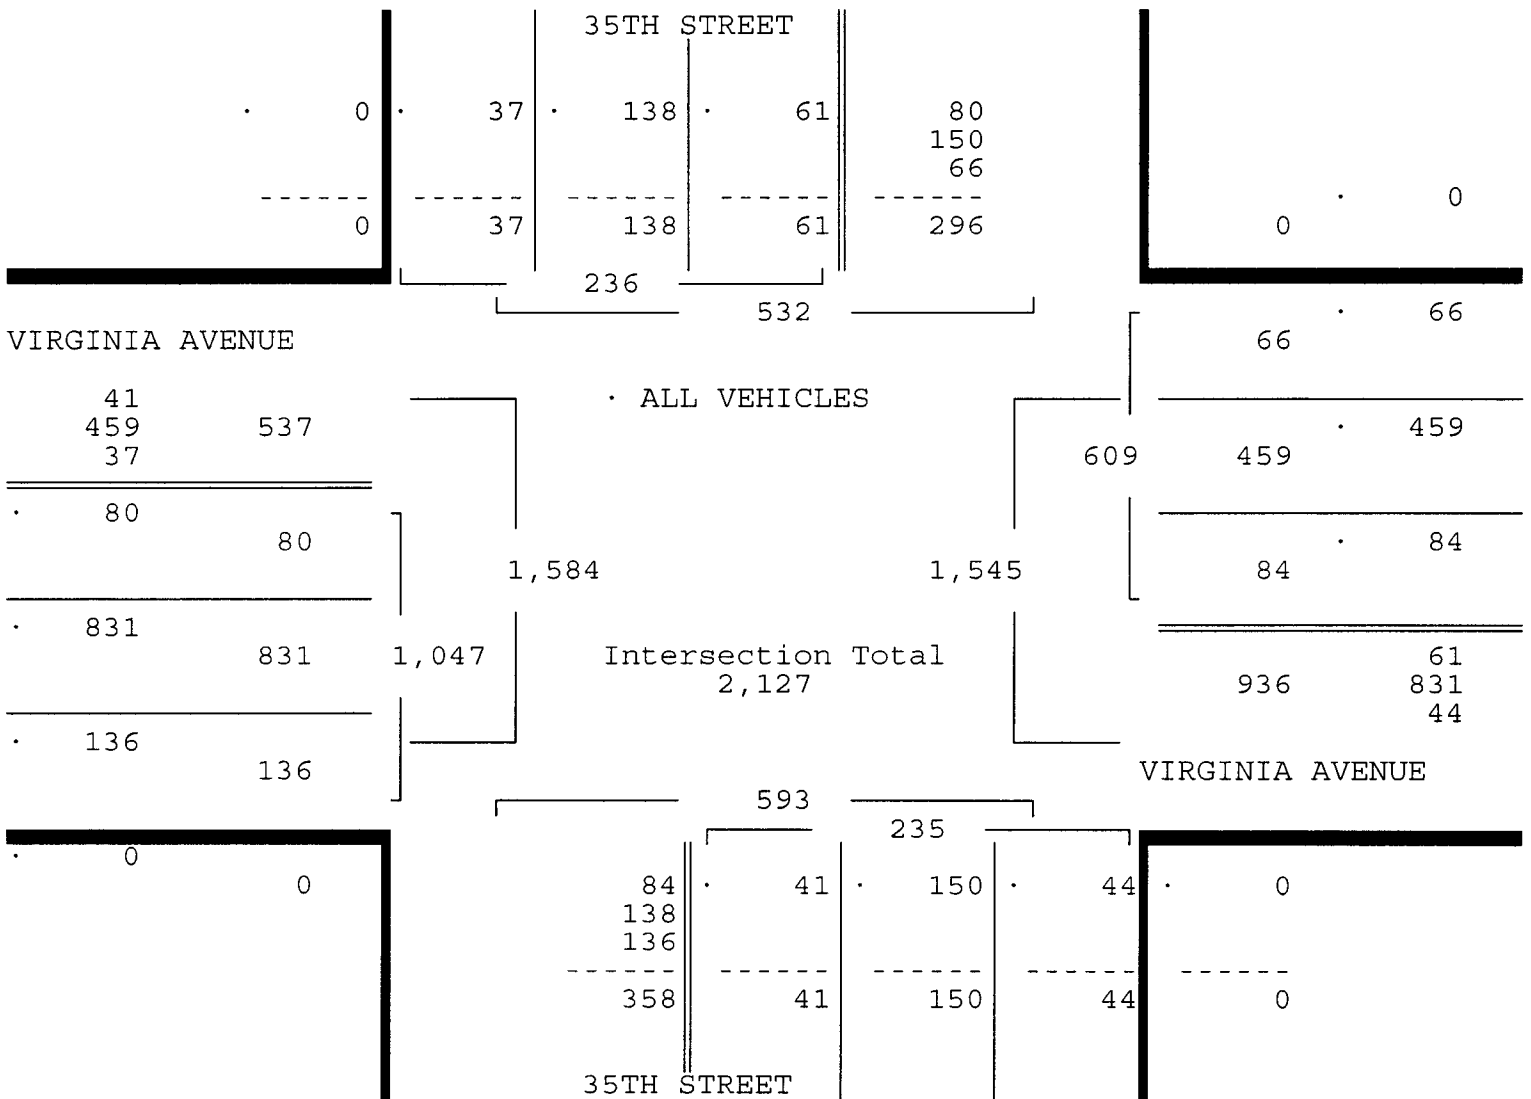 35TH STREET
· 0 · 37 · 138 · 61 80
150
66
------ ------ ------ ------ ------
· 0
0 37 138 61 296 0
236
532
· 66
VIRGINIA AVENUE 66
41 · ALL VEHICLES
459 537 · 459
37 609 459
· 80
80 · 84
1,584 1,545 84
· 831
831 1,047 Intersection Total 61
2,127 936 831
44
· 136
136 VIRGINIA AVENUE
593
235
· 0
0 84 · 41 · 150 · 44 · 0
138
136
------ ------ ------ ------ ------
358 41 150 44 0
35TH STREET